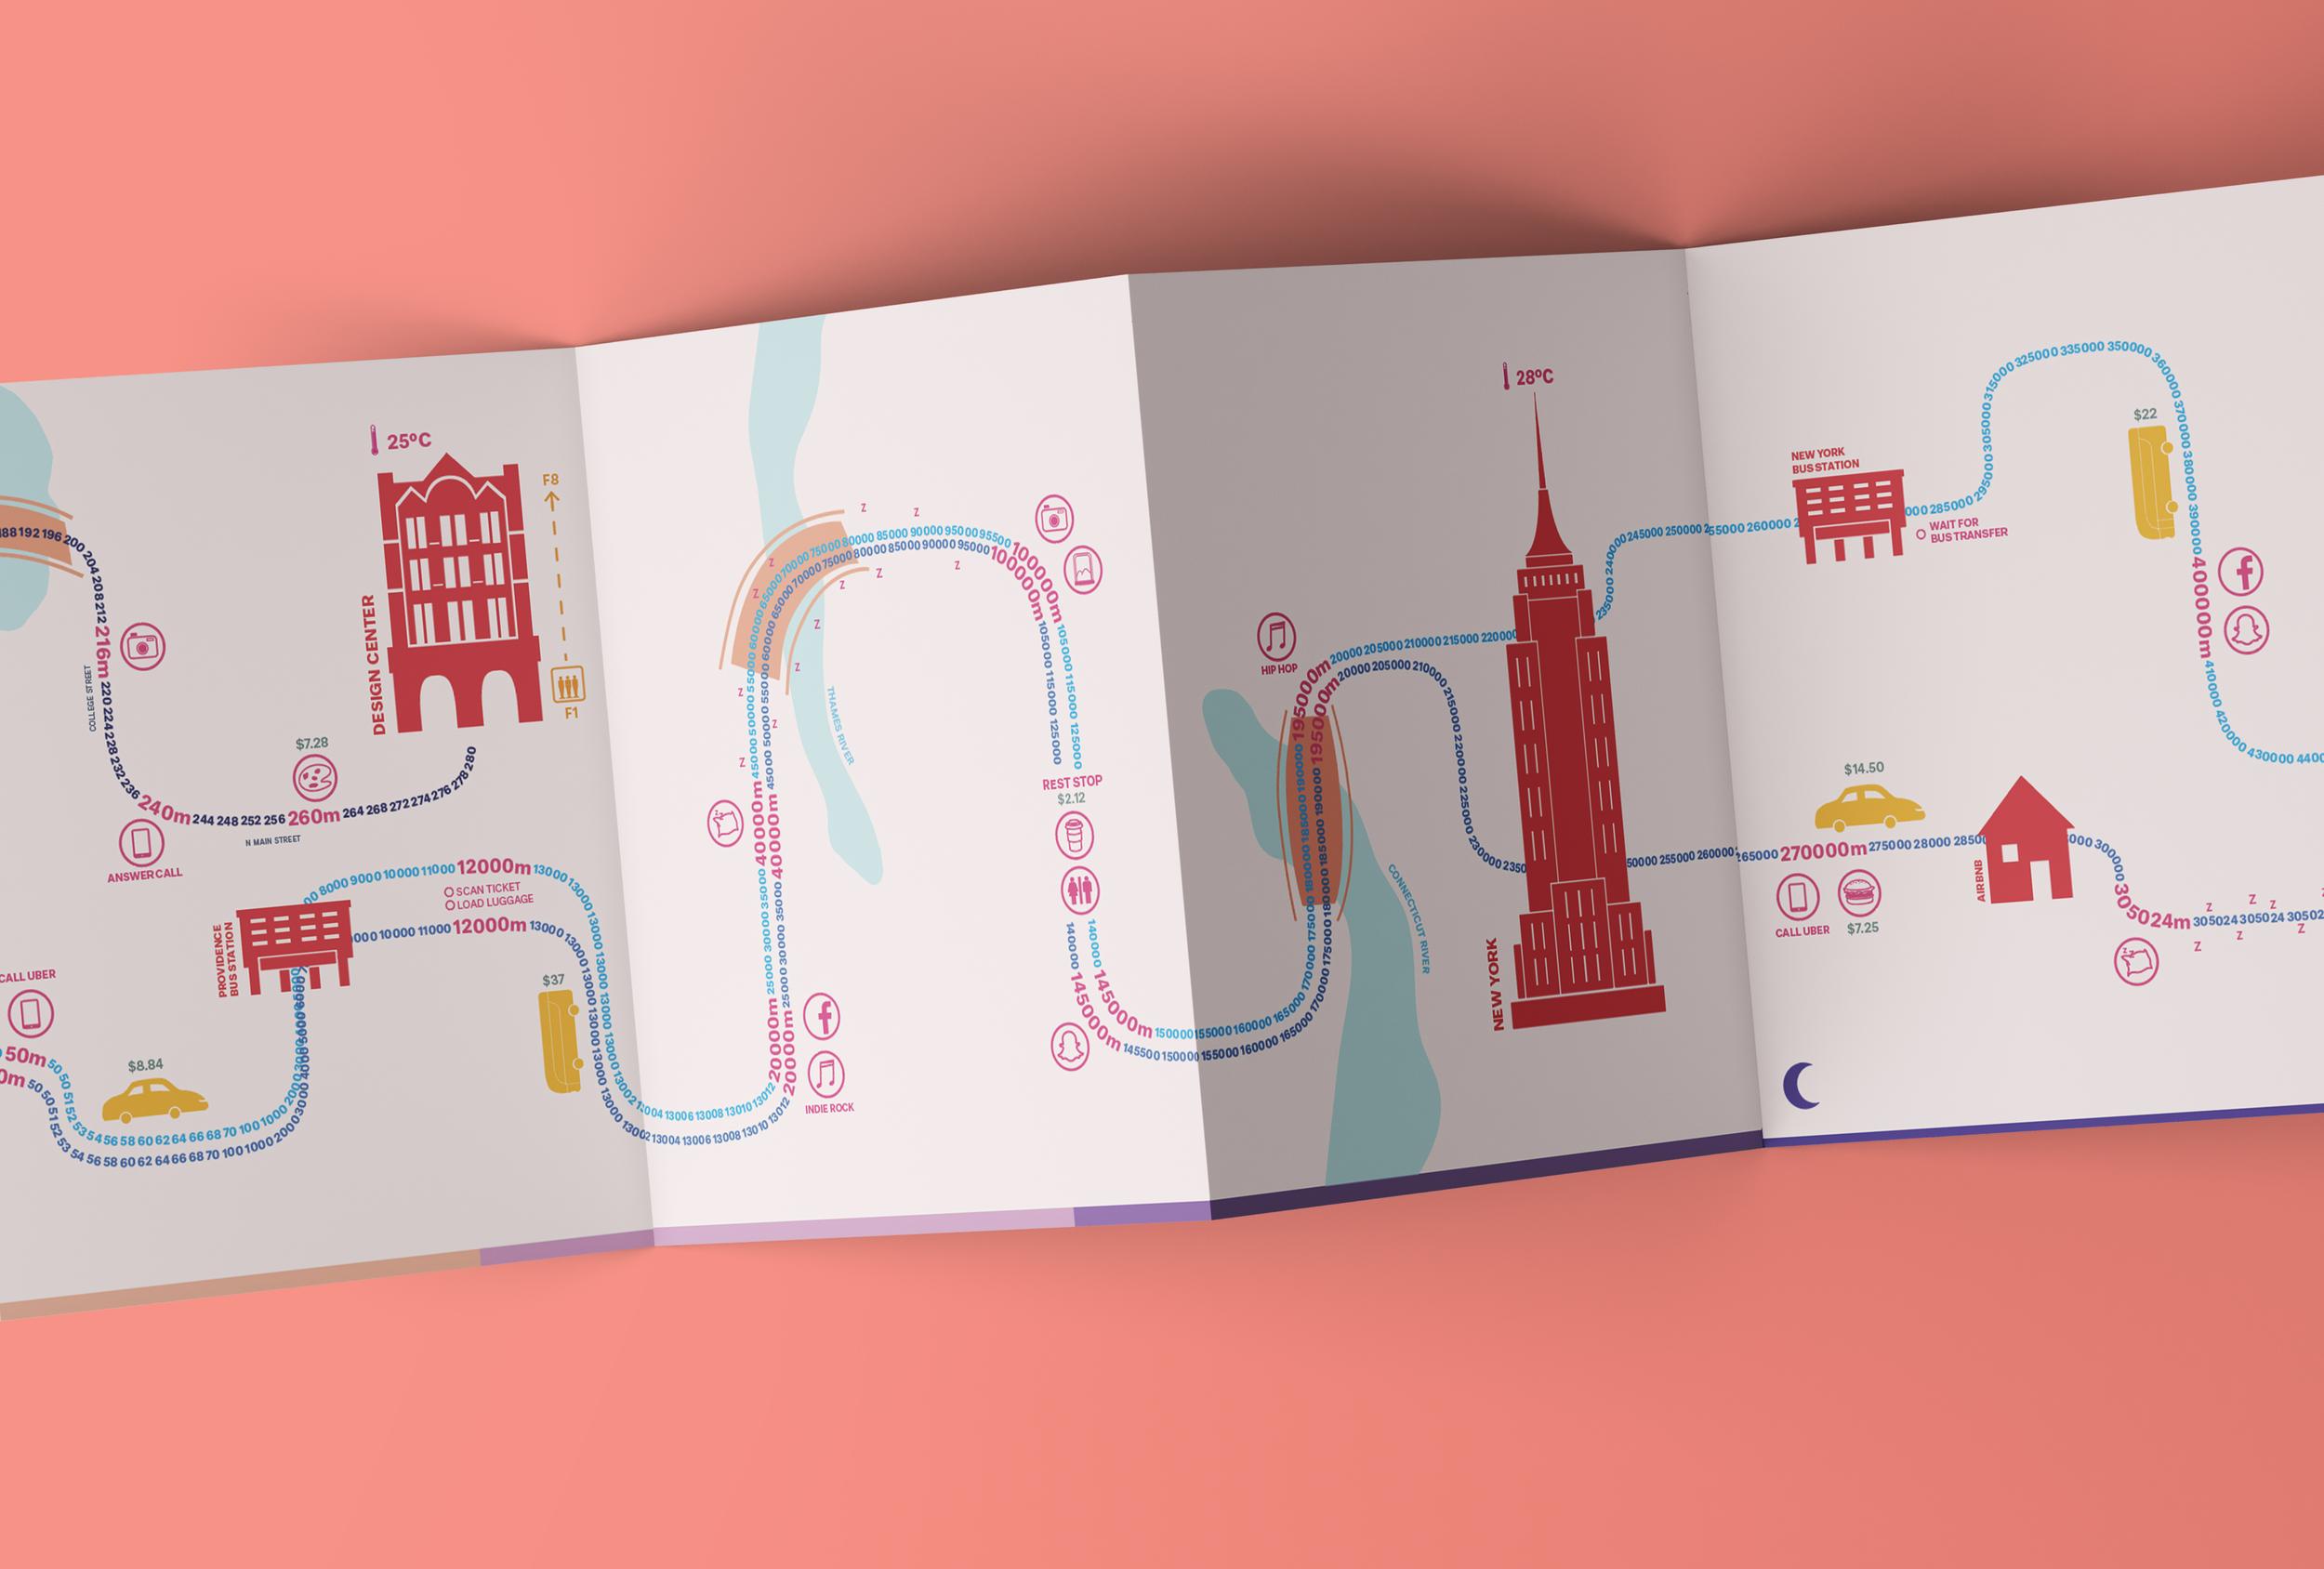 188 192 196 200 204 208 212 216m 220 224 228 232 236 240m 244 248 252 256 260m 264 268 272 274 276 278 280
COLLEGE STREET
ANSWER CALL
$7.28
N MAIN STREET
25°C
DESIGN CENTER
F8
F1
CALL UBER
50m 50 50 51 52 53 54 56 58 60 62 64 66 68 70 100 1000 2000
50 50 51 52 53 54 56 58 60 62 64 66 68 70 100 1000 2000 3000 4000 5000
$8.84
PROVIDENCE
BUS STATION
8000 9000 10000 11000 12000m 13000 13000 13000 13000 13000 13000 13002
SCAN TICKET
LOAD LUGGAGE
10000 11000 12000m 13000 13000 13000 13000 13000 13000 13002
$37
13004 13006 13008 13010 13012 20000m 25000 30000 35000 40000m 45000 50000 55000 60000 65000 70000 75000 80000 85000 90000 95000 95500 100000m 105000 115000 125000
13004 13006 13008 13010 13012 20000m 25000 30000 35000 40000m 45000 50000 55000 60000 65000 70000 75000 80000 85000 90000 95000 100000m 105000 115000 125000
INDIE ROCK
Z Z Z Z Z Z Z Z Z Z Z Z
THAMES RIVER
REST STOP
$2.12
140000 145000m 150000 155000 160000 165000 170000 175000 180000 185000 190000 195000m 20000 205000 210000 215000 220000
140000 145000m 145500 150000 155000 160000 165000 170000 175000 180000 185000 190000 195000m 20000 205000 210000 215000 220000 225000 230000 2350
HIP HOP
CONNECTICUT RIVER
28°C
NEW YORK
235000 240000 245000 250000 255000 260000
NEW YORK
BUS STATION
285000 295000 305000 315000 325000 335000 350000 360000 370000 380000 390000 400000m 410000 420000 430000 4400
WAIT FOR
BUS TRANSFER
$22
50000 255000 260000 265000 270000m 275000 28000 28500
$14.50
CALL UBER
$7.25
AIRBNB
300000 305024m 305024 305024 30502
Z Z Z Z Z Z